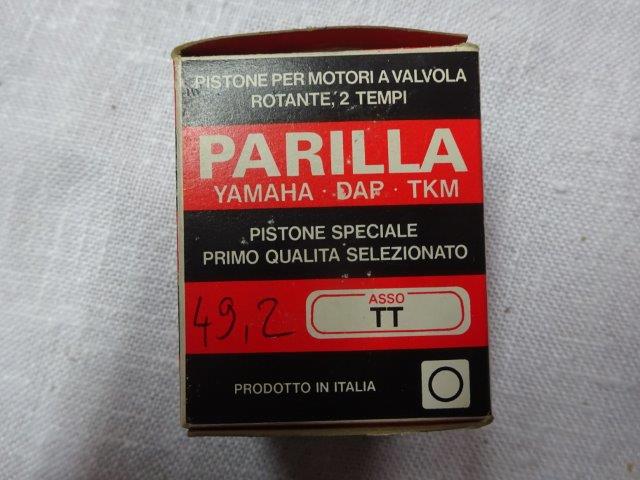 PISTONE PER MOTORI A VALVOLA
ROTANTE, 2 TEMPI
PARILLA
YAMAHA · DAP · TKM
PISTONE SPECIALE
PRIMO QUALITA SELEZIONATO
49,2
ASSO
TT
PRODOTTO IN ITALIA